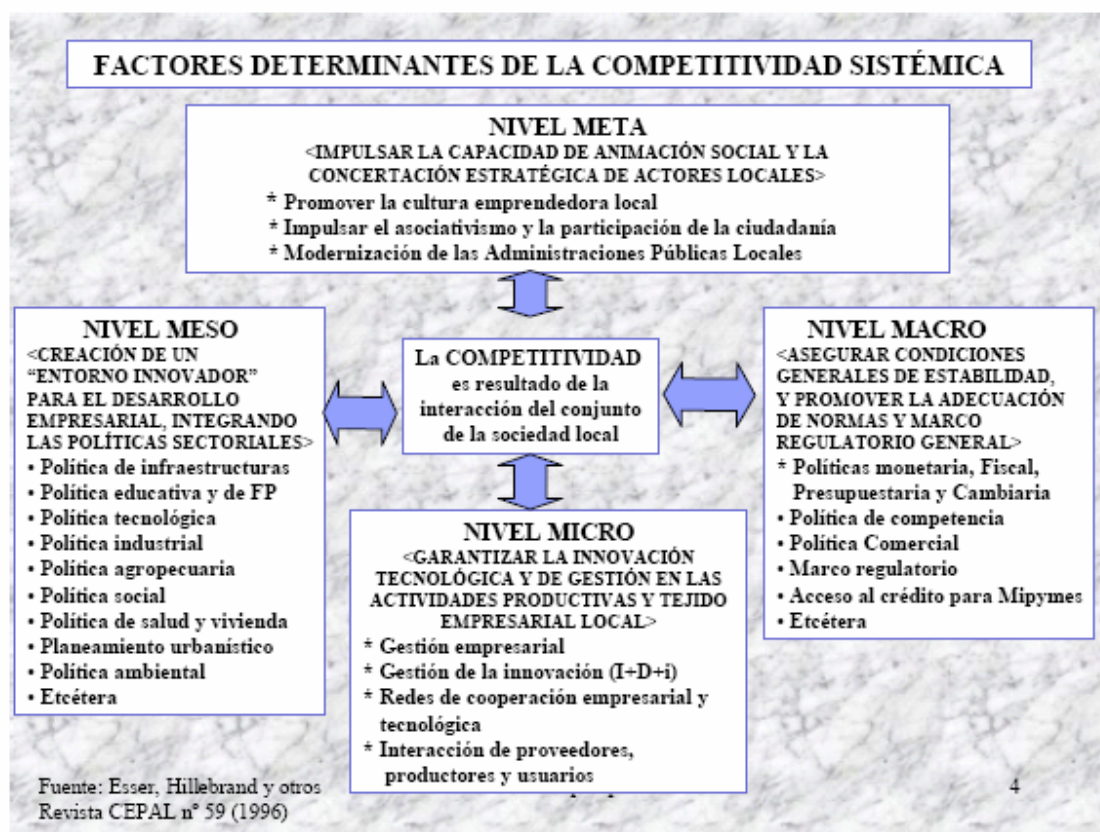 FACTORES DETERMINANTES DE LA COMPETITIVIDAD SISTÉMICA
NIVEL META
<IMPULSAR LA CAPACIDAD DE ANIMACIÓN SOCIAL Y LA
CONCERTACIÓN ESTRATÉGICA DE ACTORES LOCALES>
* Promover la cultura emprendedora local
* Impulsar el asociativismo y la participación de la ciudadanía
* Modernización de las Administraciones Públicas Locales
NIVEL MESO
<CREACIÓN DE UN
“ENTORNO INNOVADOR”
PARA EL DESARROLLO
EMPRESARIAL, INTEGRANDO
LAS POLÍTICAS SECTORIALES>
• Política de infraestructuras
• Política educativa y de FP
• Política tecnológica
• Política industrial
• Política agropecuaria
• Política social
• Política de salud y vivienda
• Planeamiento urbanístico
• Política ambiental
• Etcétera
La COMPETITIVIDAD
es resultado de la
interacción del conjunto
de la sociedad local
NIVEL MACRO
<ASEGURAR CONDICIONES
GENERALES DE ESTABILIDAD,
Y PROMOVER LA ADECUACIÓN
DE NORMAS Y MARCO
REGULATORIO GENERAL>
* Políticas monetaria, Fiscal,
Presupuestaria y Cambiaria
• Política de competencia
• Política Comercial
• Marco regulatorio
• Acceso al crédito para Mipymes
• Etcétera
NIVEL MICRO
<GARANTIZAR LA INNOVACIÓN
TECNOLÓGICA Y DE GESTIÓN EN LAS
ACTIVIDADES PRODUCTIVAS Y TEJIDO
EMPRESARIAL LOCAL>
* Gestión empresarial
* Gestión de la innovación (I+D+i)
* Redes de cooperación empresarial y
tecnológica
* Interacción de proveedores,
productores y usuarios
Fuente: Esser, Hillebrand y otros
Revista CEPAL nº 59 (1996)
4